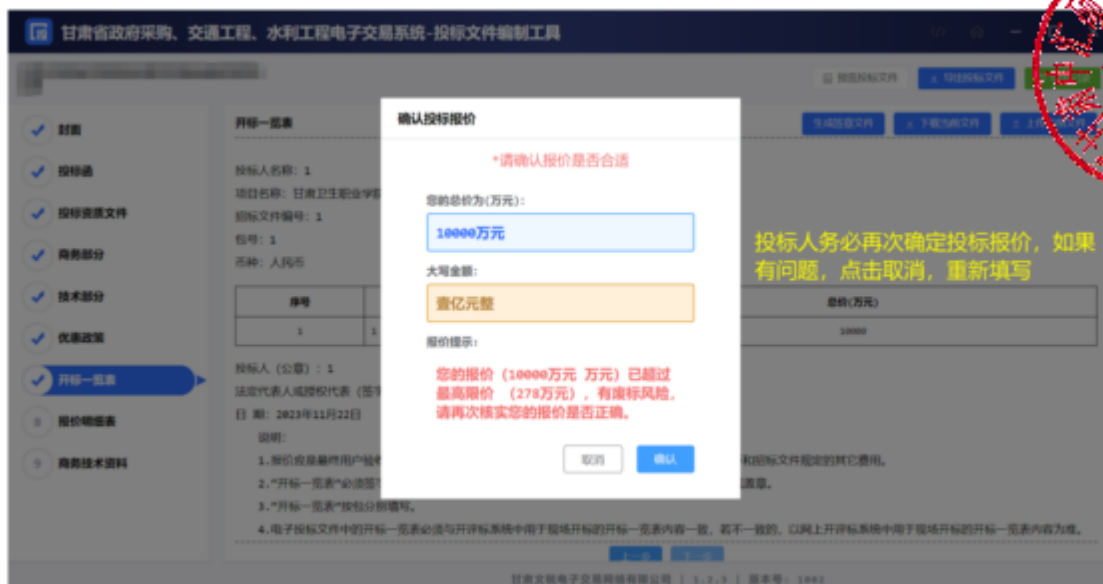 甘肃省政府采购、交通工程、水利工程电子交易系统-投标文件编制工具
预览投标文件
导出投标文件
封面
投标函
投标资质文件
商务部分
技术部分
优惠政策
开标一览表
8 报价明细表
9 商务技术资料
开标一览表
生成签章文件
下载当前文件
投标人名称: 1
项目名称: 甘肃卫生职业学院
招标文件编号: 1
包号: 1
币种: 人民币
序号
总价(万元)
1
1
10000
投标人 (公章) : 1
法定代表人或授权代表 (签字
日 期: 2023年11月22日
说明:
1.报价应是最终用户验收
和招标文件规定的其它费用。
2."开标一览表"必须签
盖章。
3."开标一览表"按包分别填写。
4.电子投标文件中的开标一览表必须与开评标系统中用于现场开标的开标一览表内容一致, 若不一致的, 以网上开评标系统中用于现场开标的开标一览表内容为准。
上一步
下一步
确认投标报价
*请确认报价是否合适
您的总价为(万元):
10000万元
大写金额:
壹亿元整
报价提示:
您的报价 (10000万元 万元) 已超过
最高限价 (278万元) , 有废标风险,
请再次核实您的报价是否正确。
取消
确认
投标人务必再次确定投标报价, 如果
有问题, 点击取消, 重新填写
甘肃文锐电子交易网络有限公司 | 1.2.3 | 版本号: 1002